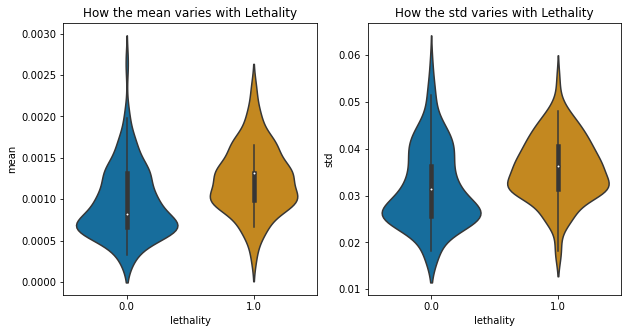 How the mean varies with Lethality
0.0030
0.0025
0.0020
0.0015
0.0010
0.0005
0.0000
mean
0.0 1.0
lethality
How the std varies with Lethality
0.06
0.05
0.04
0.03
0.02
0.01
std
0.0 1.0
lethality